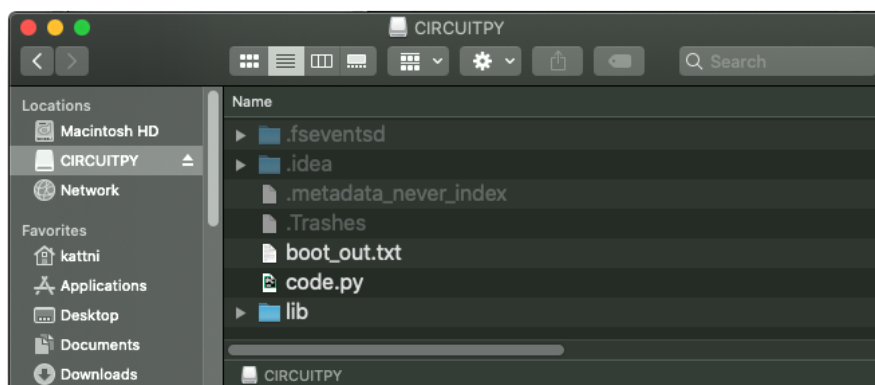 CIRCUITPY
Search
Locations
Macintosh HD
CIRCUITPY
Network
Favorites
kattni
Applications
Desktop
Documents
Downloads
Name
.fseventsd
.idea
.metadata_never_index
.Trashes
boot_out.txt
code.py
lib
CIRCUITPY